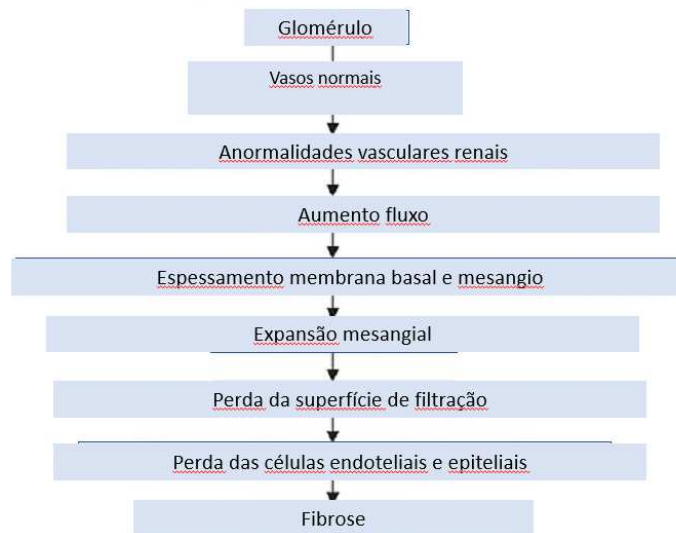 Glomérulo
Vasos normais
Anormalidades vasculares renais
Aumento fluxo
Espessamento membrana basal e mesangio
Expansão mesangial
Perda da superfície de filtração
Perda das células endoteliais e epiteliais
Fibrose